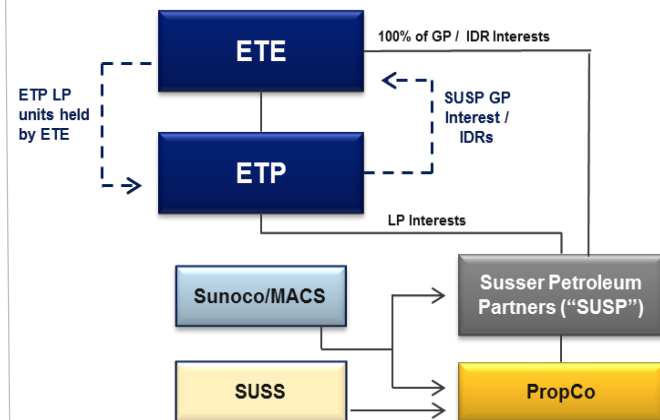 ETE
100% of GP / IDR Interests
ETP LP
units held
by ETE
SUSP GP
Interest /
IDRs
ETP
LP Interests
Sunoco/MACS
Susser Petroleum
Partners (“SUSP”)
SUSS
PropCo